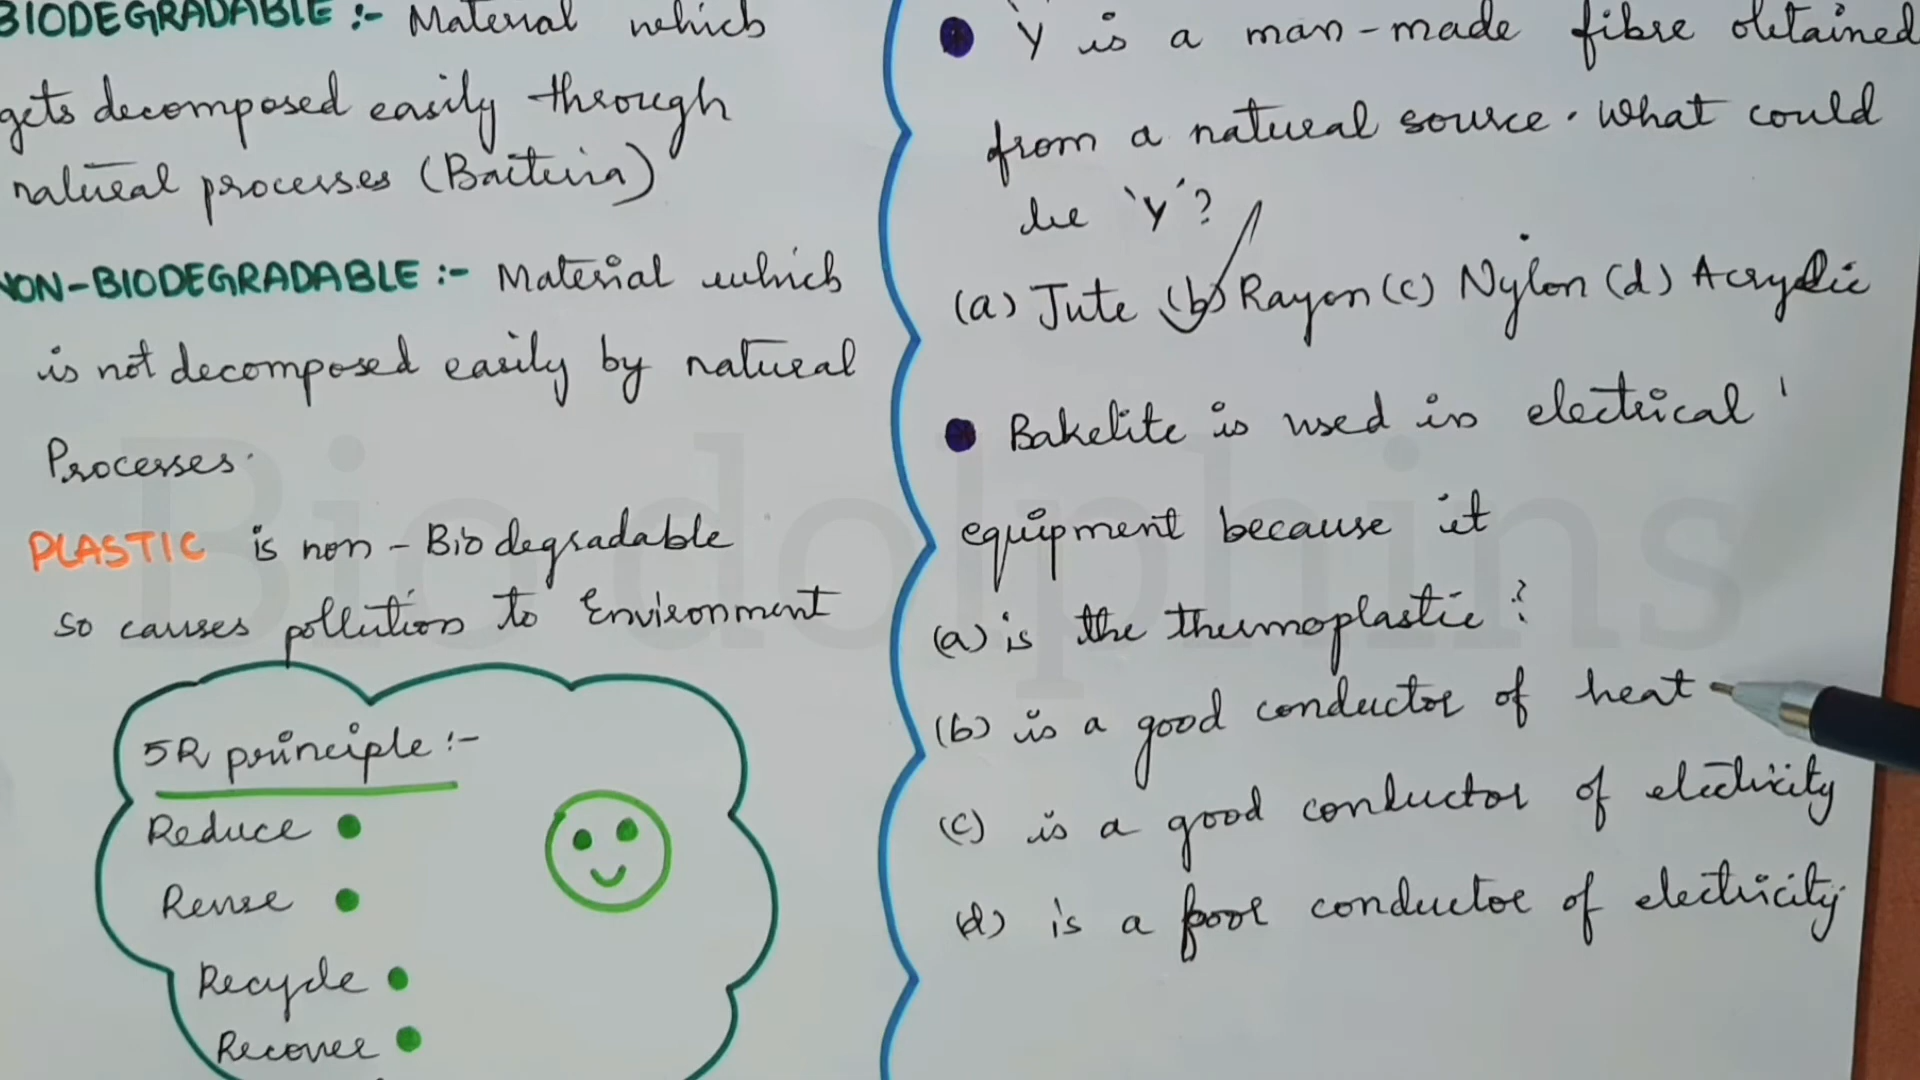 BIODEGRADABLE :- Material which
gets decomposed easily through
natural processes (Bacteria)
NON-BIODEGRADABLE :- Material which
is not decomposed easily by natural
Processes.
PLASTIC is non-Biodegradable
so causes pollution to Environment
5R principle :-
Reduce
Reuse
Recycle
Recover
Y is a man-made fibre obtained
from a natural source. What could
be 'Y'?
(a) Jute (b) Rayon (c) Nylon (d) Acrylic
Bakelite is used in electrical
equipment because it
(a) is the thermoplastic?
(b) is a good conductor of heat
(c) is a good conductor of electricity
(d) is a poor conductor of electricity
Biodolphins